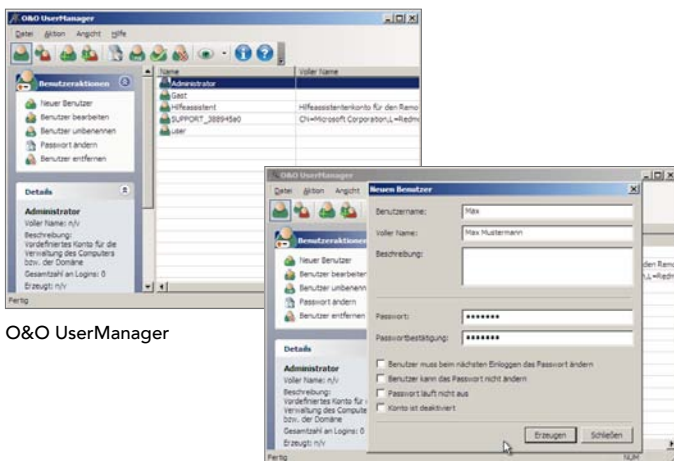 O&O UserManager
Datei Aktion Angicht Hilfe
Name Voller Name
Benutzeraktionen
Administrator
Gast
Hilfeassistent Hilfeassistentenkonto für den Remo
SUPPORT_388945a0 CN=Microsoft Corporation,L=Redm
user
Neuer Benutzer
Benutzer bearbeiten
Benutzer umbenennen
Passwort ändern
Benutzer entfernen
Details
Administrator
Voller Name: n/v
Beschreibung:
Vordefiniertes Konto für die
Verwaltung des Computers
bzw. der Domäne
Gesamtzahl an Logins: 0
Erzeugt: n/v
Fertig
O&O UserManager
O&O UserManager
Datei Aktion Angicht
Neuen Benutzer
Benutzername: Max
Voller Name: Max Mustermann
Beschreibung:
Passwort: •••••••
Passwortbestätigung: •••••••
Benutzer muss beim nächsten Einloggen das Passwort ändern
Benutzer kann das Passwort nicht ändern
Passwort läuft nicht aus
Konto ist deaktiviert
Erzeugen Schließen
Benutzeraktionen
Neuer Benutzer
Benutzer bearbeiten
Benutzer umbenenn
Passwort ändern
Benutzer entfernen
Details
Administrator
Voller Name: n/v
Beschreibung:
Vordefiniertes Konto für
Verwaltung des Compute
bzw. der Domäne
Gesamtzahl an Logins: 0
Erzeugt: n/v
den Remo
,L=Redm
Fertig
NUM